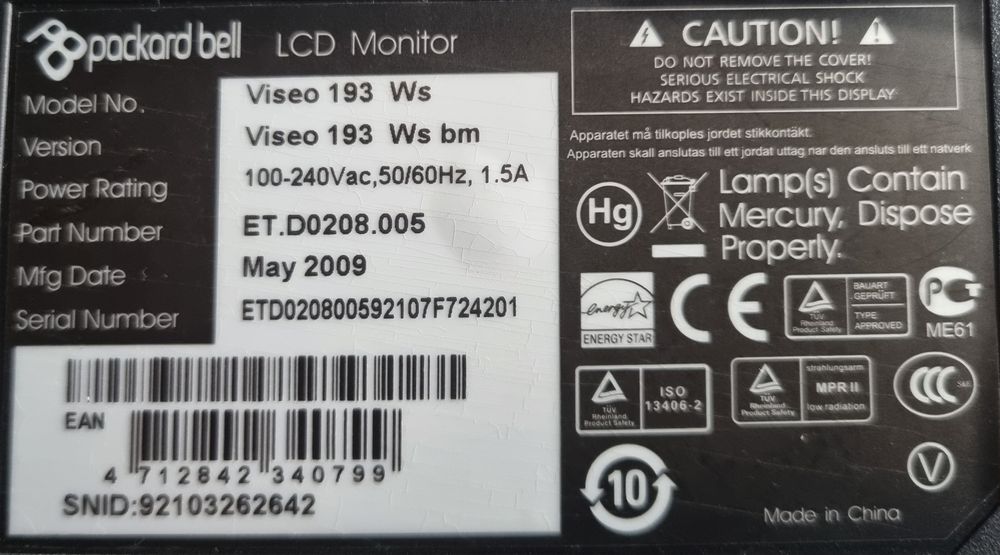 packard bell LCD Monitor
Model No. Viseo 193 Ws
Version Viseo 193 Ws bm
Power Rating 100-240Vac,50/60Hz, 1.5A
Part Number ET.D0208.005
Mfg Date May 2009
Serial Number ETD020800592107F724201
EAN
4 712842 340799
SNID:92103262642
CAUTION!
DO NOT REMOVE THE COVER!
SERIOUS ELECTRICAL SHOCK
HAZARDS EXIST INSIDE THIS DISPLAY
Apparatet må tilkoples jordet stikkontäkt.
Apparaten skall anslutas till ett jordat uttag nar den ansluts till ett natverk
Hg
Lamp(s) Contain
Mercury, Dispose
Properly.
energy
ENERGY STAR
CE
TÜV
Rheinland
Product Safety
BAUART
GEPRÜFT
TYPE
APPROVED
PCT
ME61
TÜV
Rheinland
Product Safety
ISO
13406-2
TÜV
Rheinland
Product Safety
strahlungsarm
MPR II
low radiation
CCC
S&E
10
V
Made in China